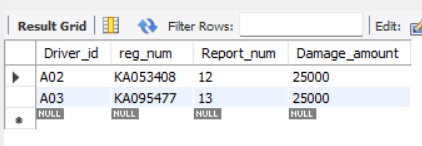 Result Grid Filter Rows: Edit:
Driver_id reg_num Report_num Damage_amount
A02 KA053408 12 25000
A03 KA095477 13 25000
NULL NULL NULL NULL